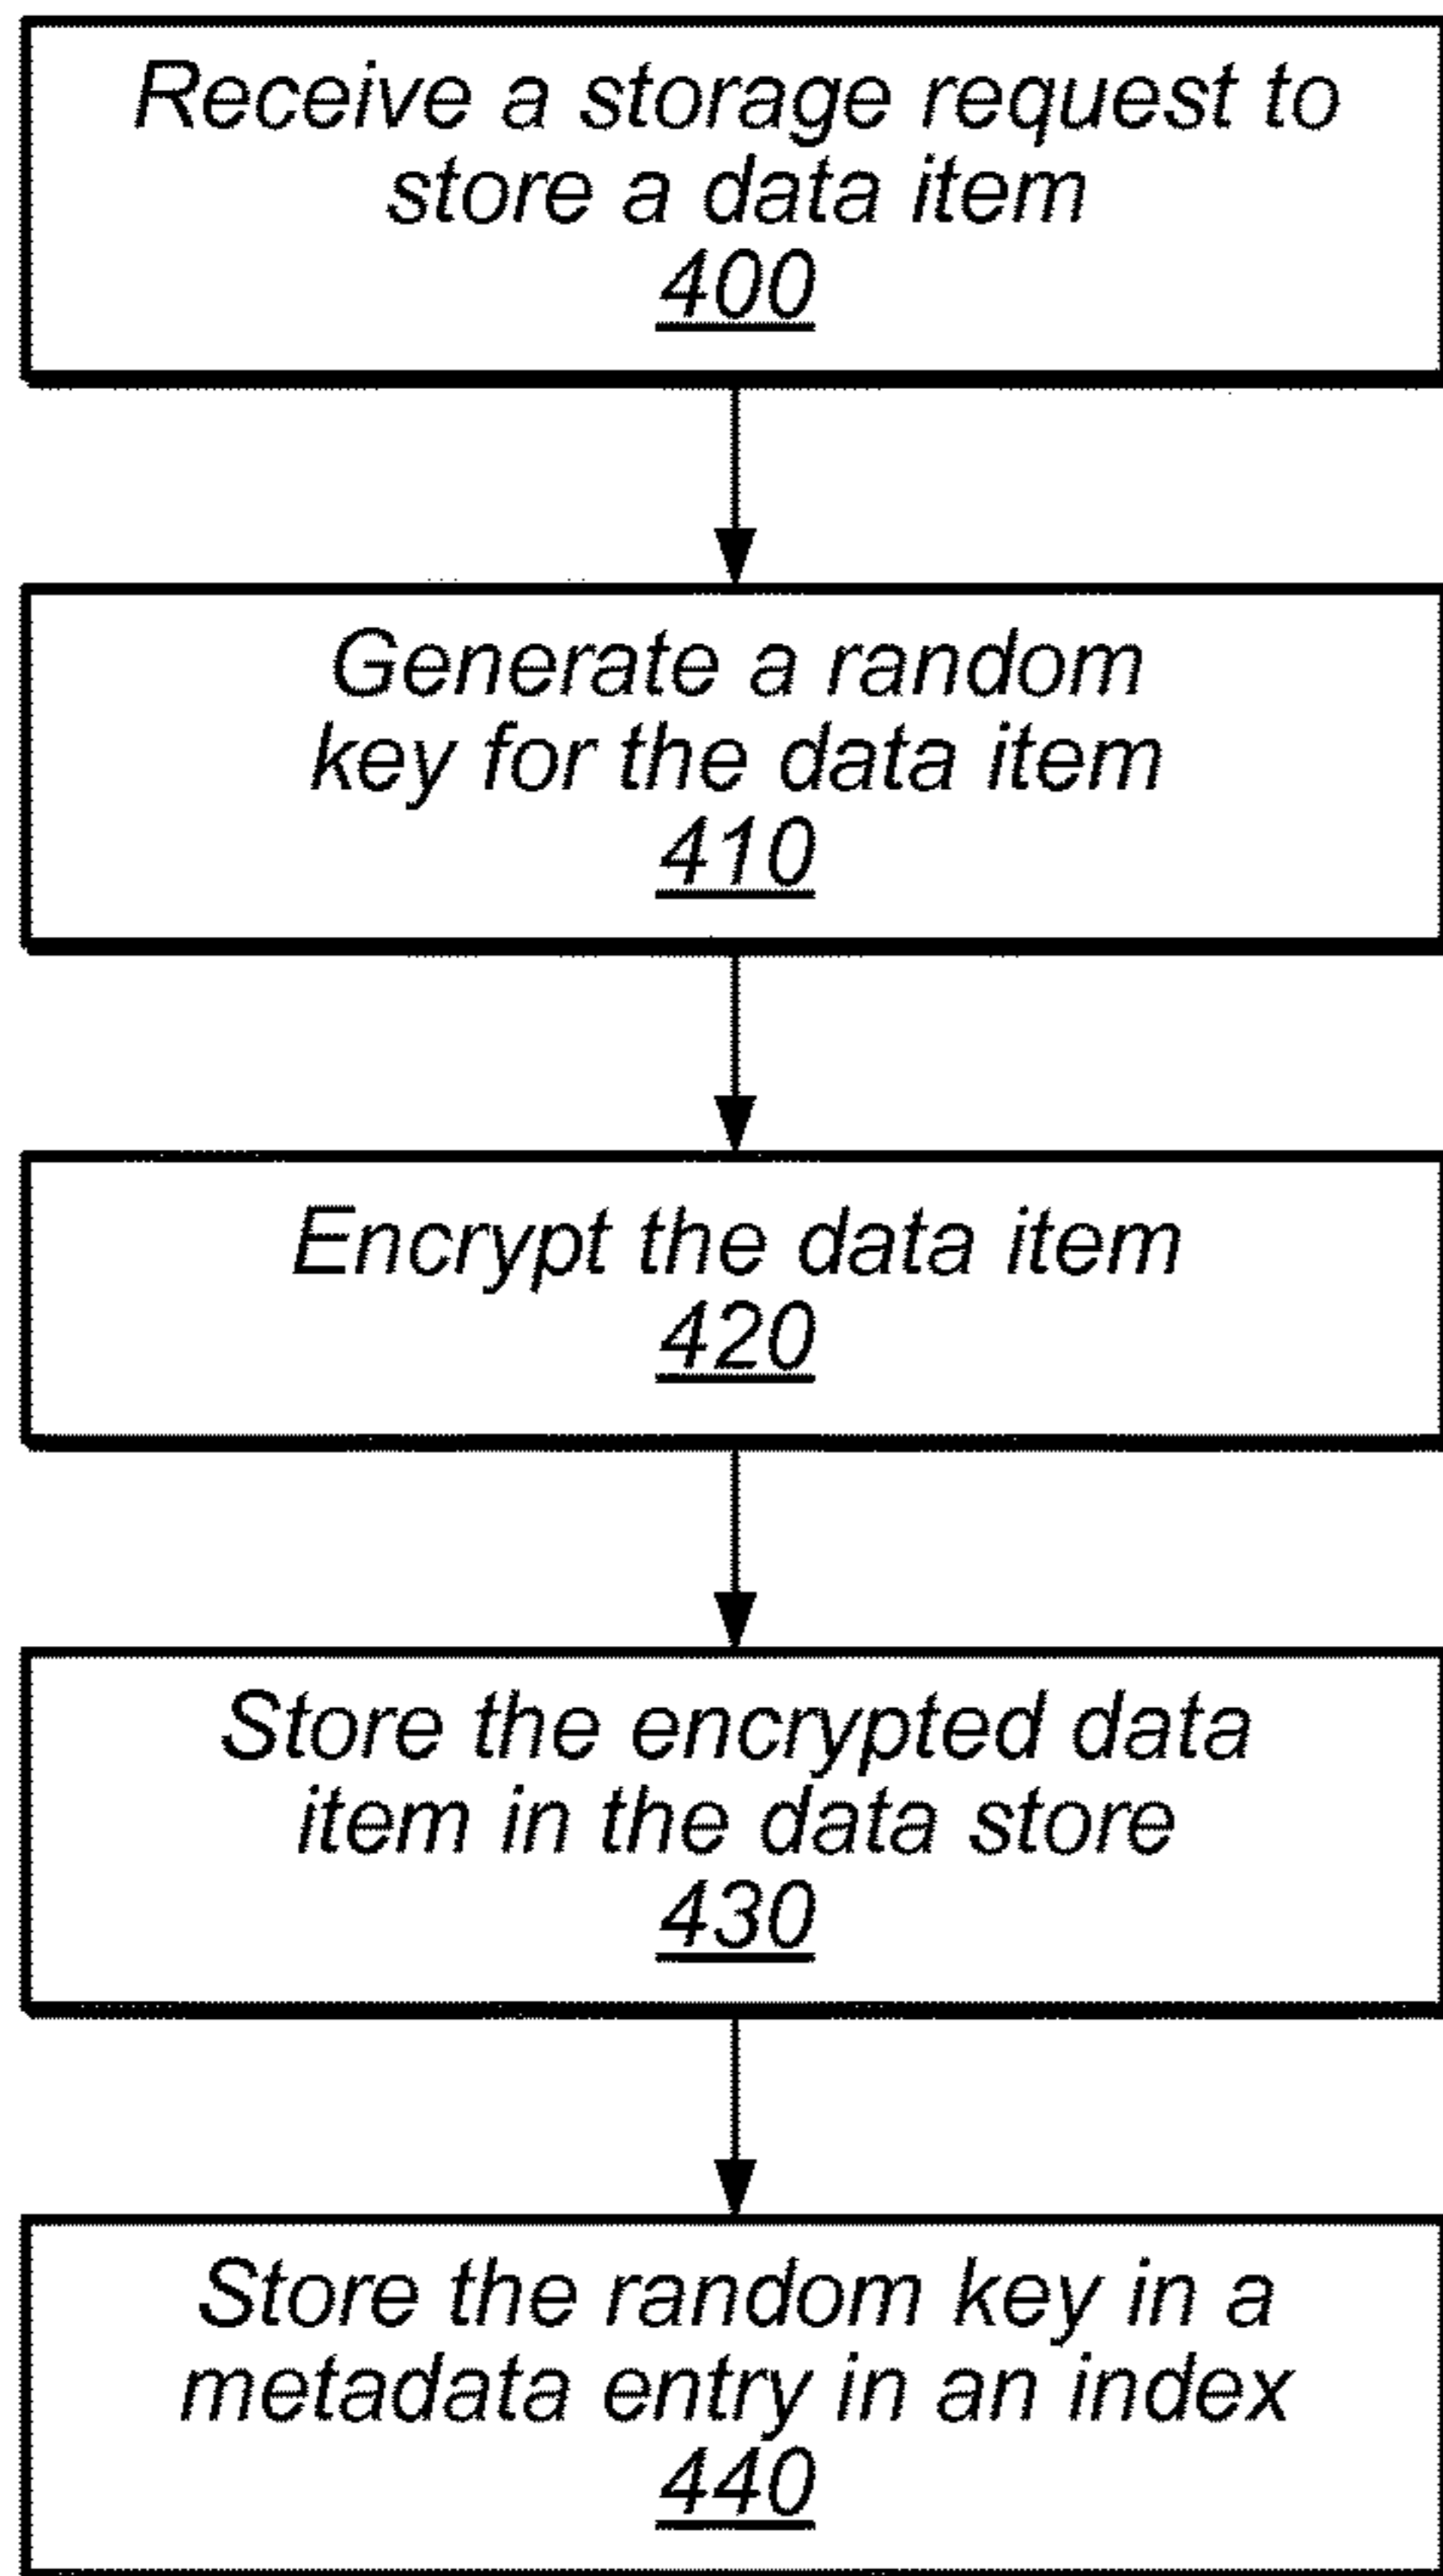 Receive a storage request to
store a data item
400
Generate a random
key for the data item
410
Encrypt the data item
420
Store the encrypted data
item in the data store
430
Store the random key in a
metadata entry in an index
440